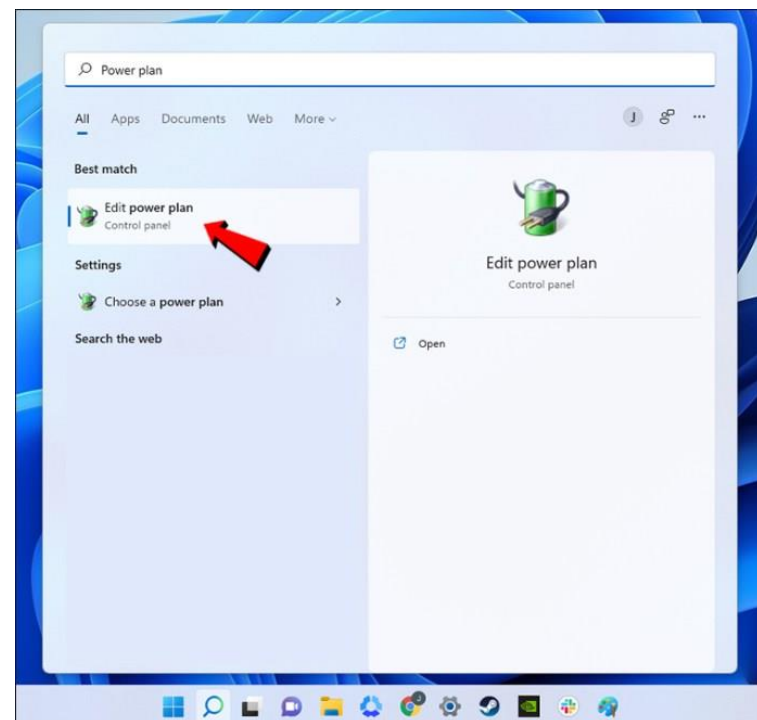 Power plan
All Apps Documents Web More
J
Best match
Edit power plan
Control panel
Settings
Choose a power plan
Search the web
Edit power plan
Control panel
Open
J